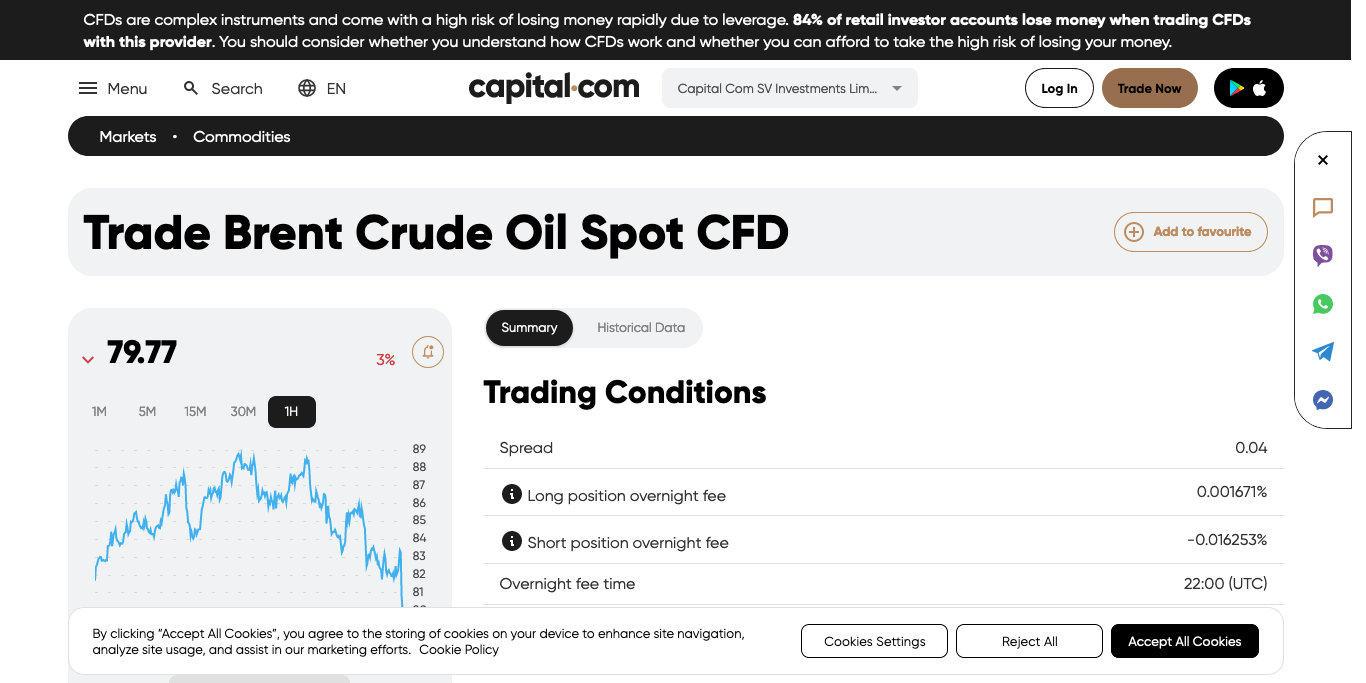 CFDs are complex instruments and come with a high risk of losing money rapidly due to leverage. 84% of retail investor accounts lose money when trading CFDs
with this provider. You should consider whether you understand how CFDs work and whether you can afford to take the high risk of losing your money.
Menu Search EN capital.com Capital Com SV Investments Lim... Log In Trade Now
Markets • Commodities
Trade Brent Crude Oil Spot CFD
Add to favourite
79.77 3%
1M 5M 15M 30M 1H
89
88
87
86
85
84
83
82
81
Summary Historical Data
Trading Conditions
Spread 0.04
Long position overnight fee 0.001671%
Short position overnight fee -0.016253%
Overnight fee time 22:00 (UTC)
By clicking “Accept All Cookies”, you agree to the storing of cookies on your device to enhance site navigation,
analyze site usage, and assist in our marketing efforts. Cookie Policy
Cookies Settings Reject All Accept All Cookies